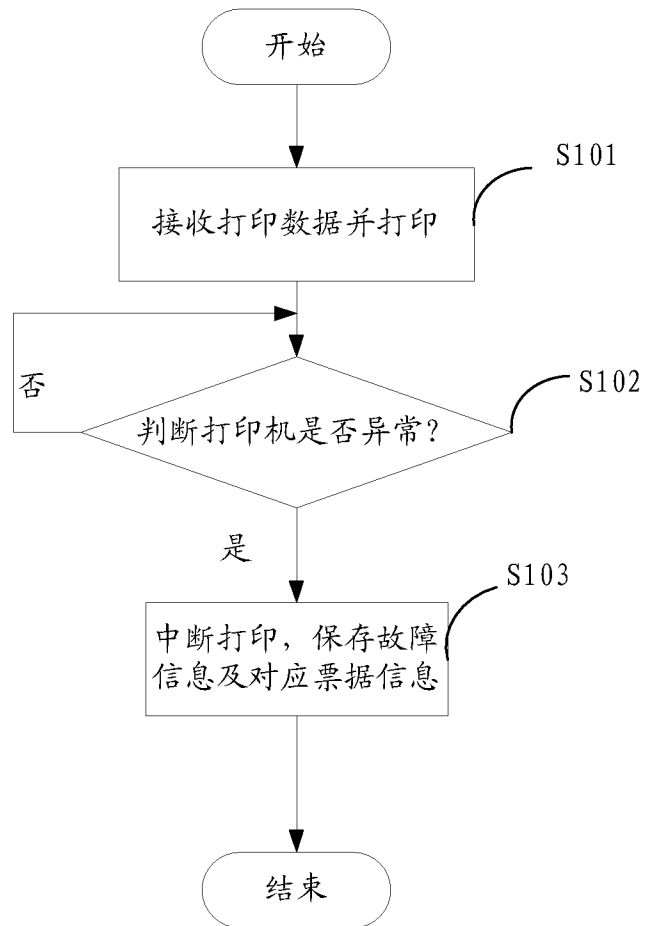 开始
S101
接收打印数据并打印
否
S102
判断打印机是否异常?
是
S103
中断打印，保存故障
信息及对应票据信息
结束